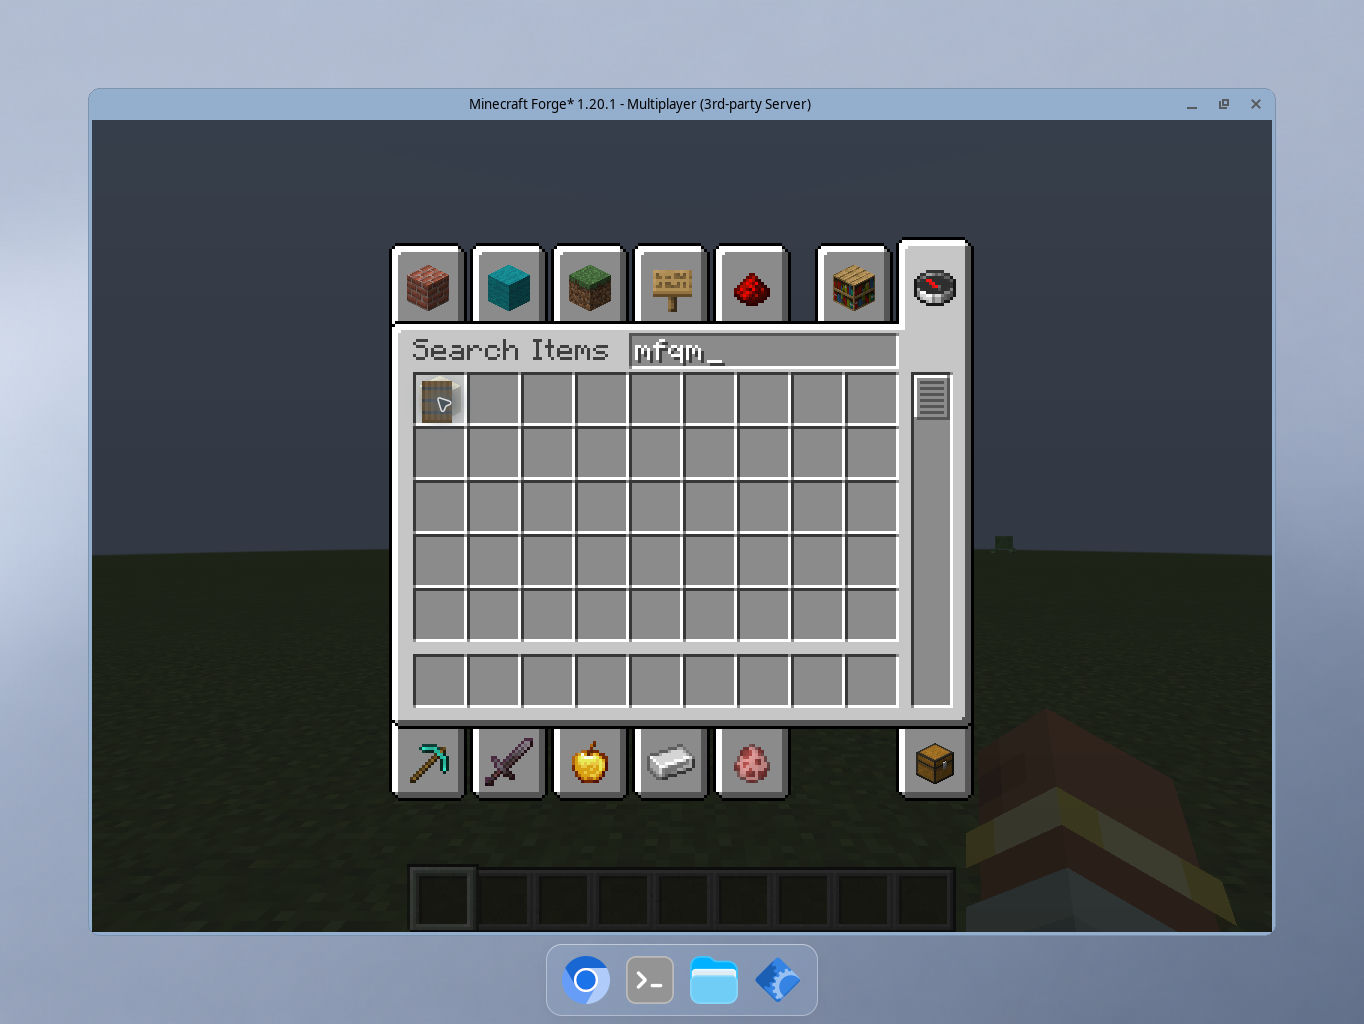 Minecraft Forge* 1.20.1 - Multiplayer (3rd-party Server)
Search Items mfqm_